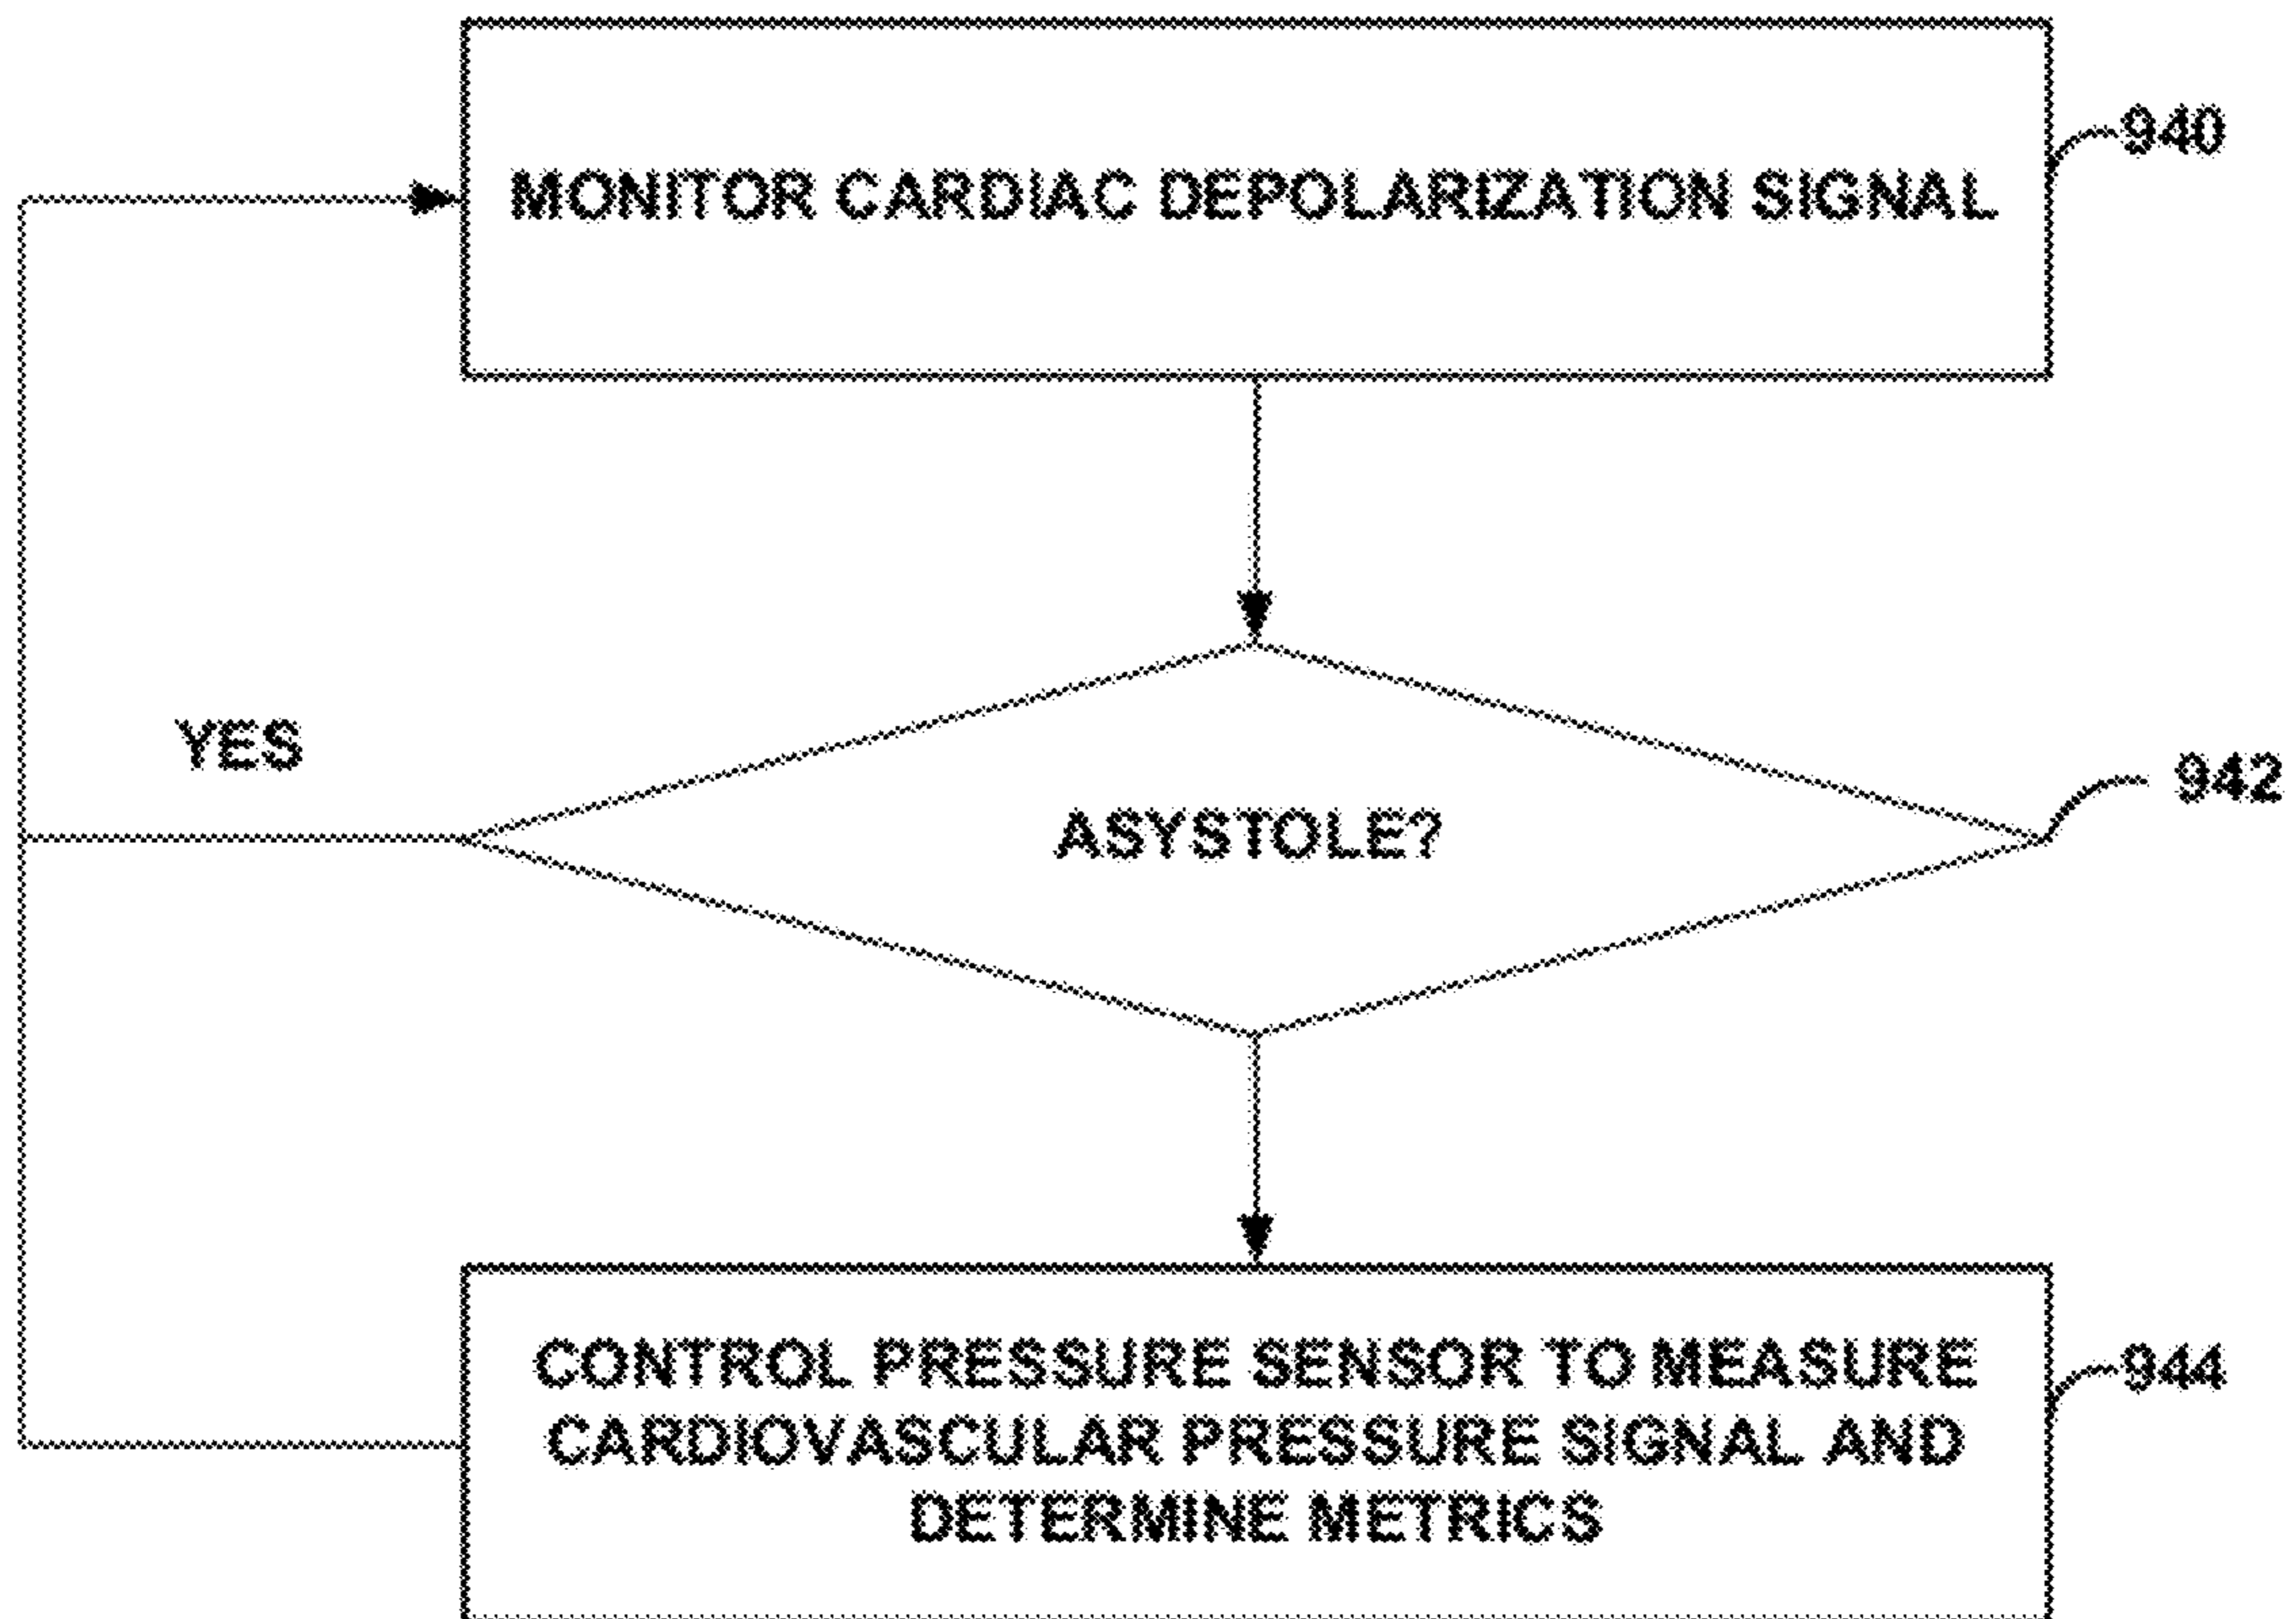 MONITOR CARDIAC DEPOLARIZATION SIGNAL
940
YES
ASYSTOLE?
942
CONTROL PRESSURE SENSOR TO MEASURE
CARDIOVASCULAR PRESSURE SIGNAL AND
DETERMINE METRICS
944